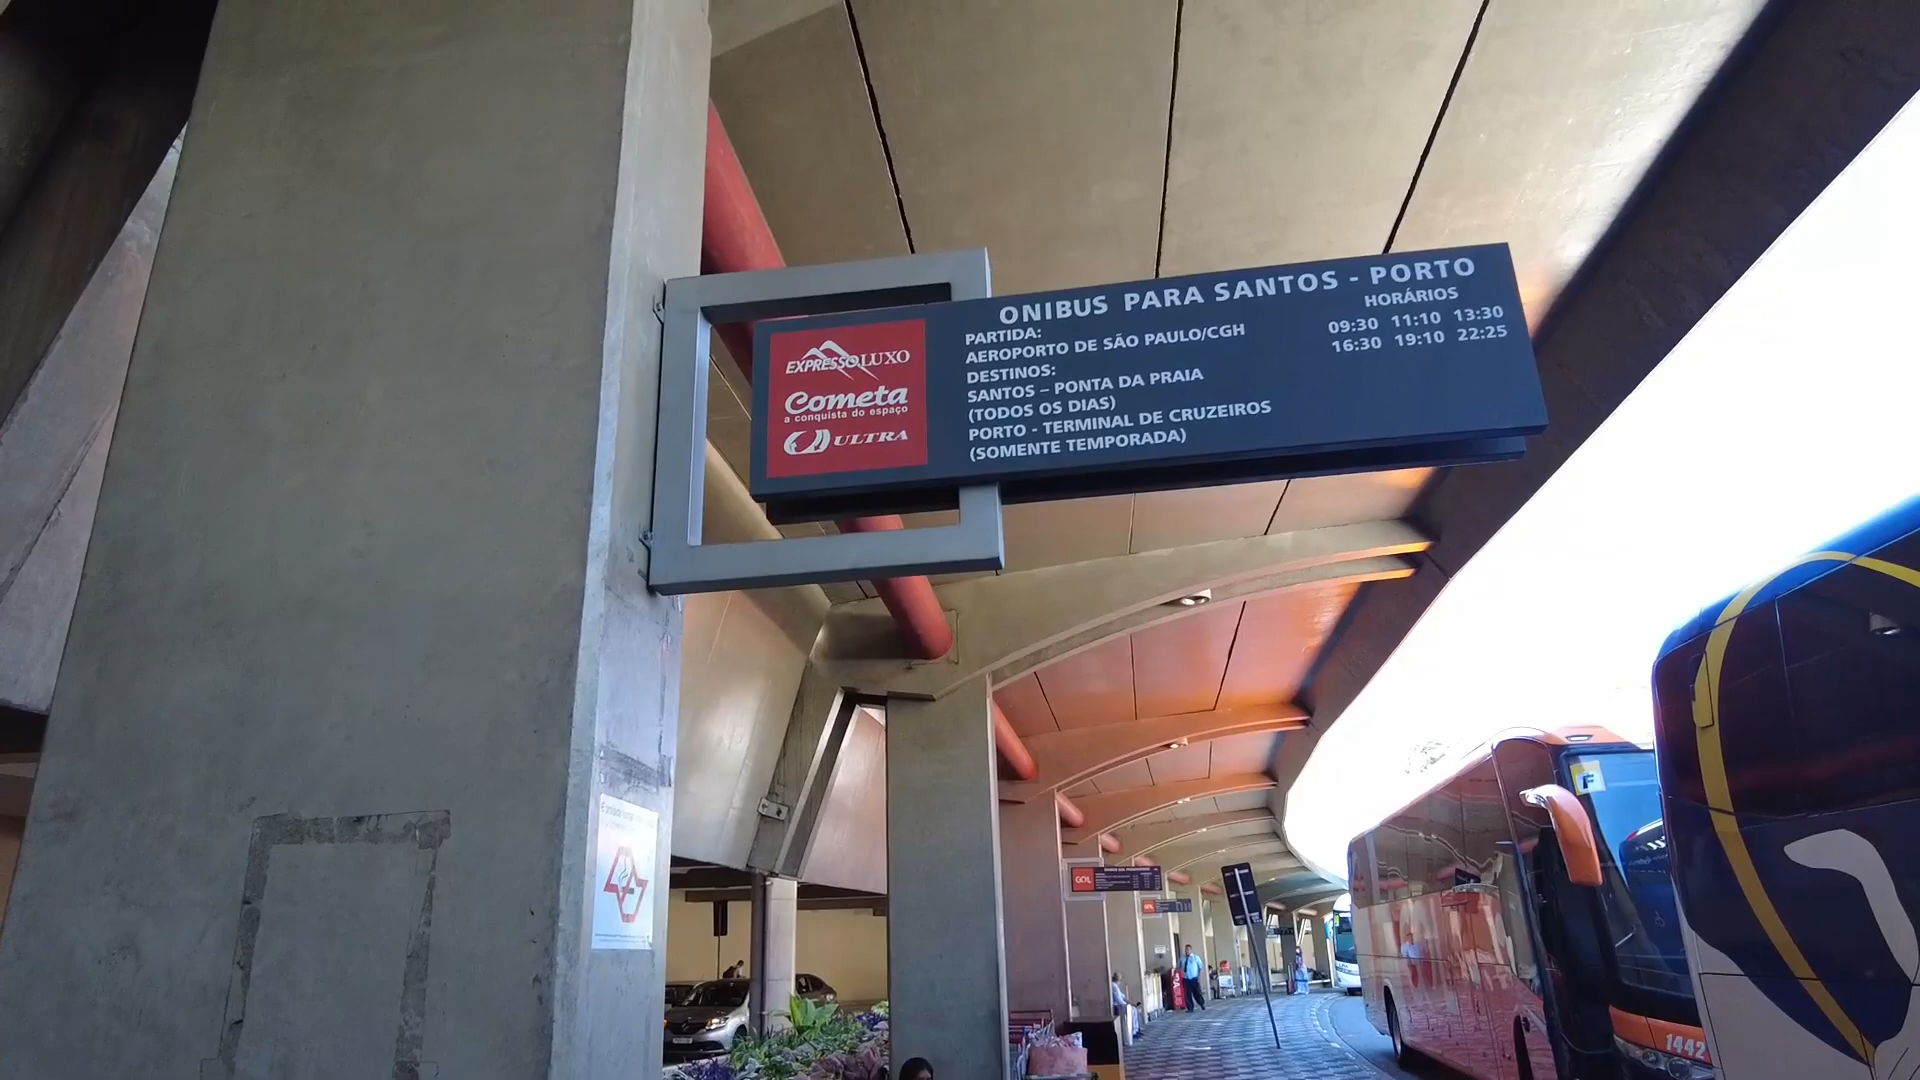 ONIBUS PARA SANTOS - PORTO
EXPRESSO LUXO
Cometa
a conquista do espaço
ULTRA
PARTIDA:
AEROPORTO DE SÃO PAULO/CGH
DESTINOS:
SANTOS – PONTA DA PRAIA
(TODOS OS DIAS)
PORTO - TERMINAL DE CRUZEIROS
(SOMENTE TEMPORADA)
HORÁRIOS
09:30 11:10 13:30
16:30 19:10 22:25
GOL
GOL
F
1442